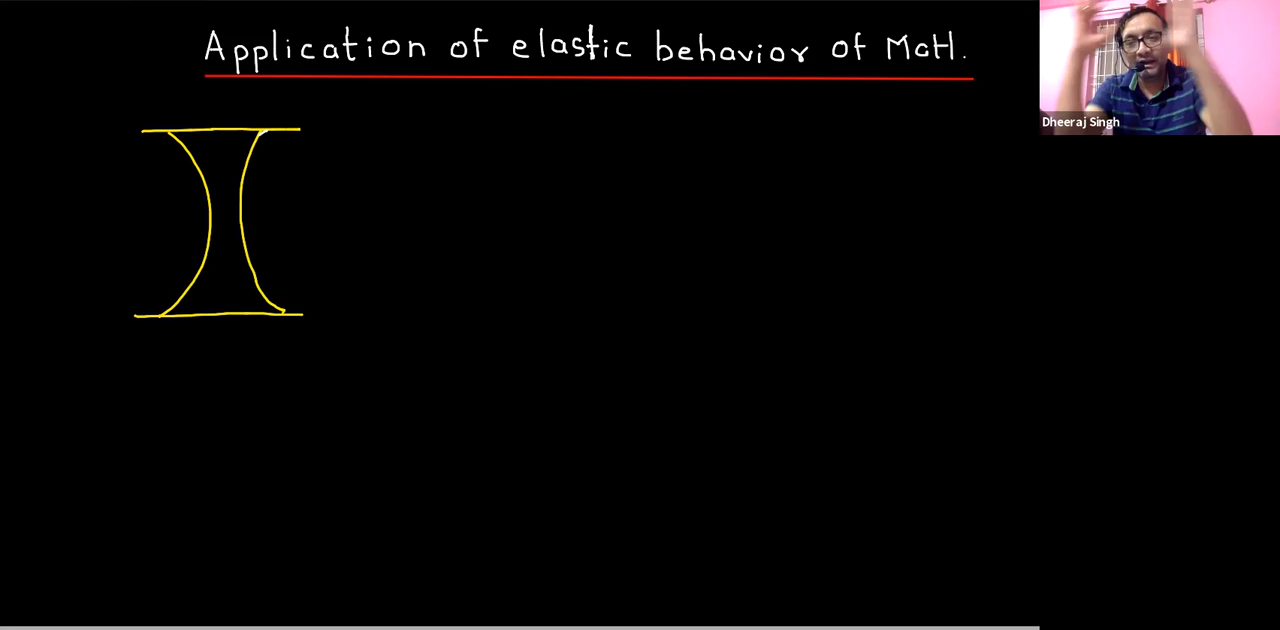 Application of elastic behavior of Matl.
Dheeraj Singh